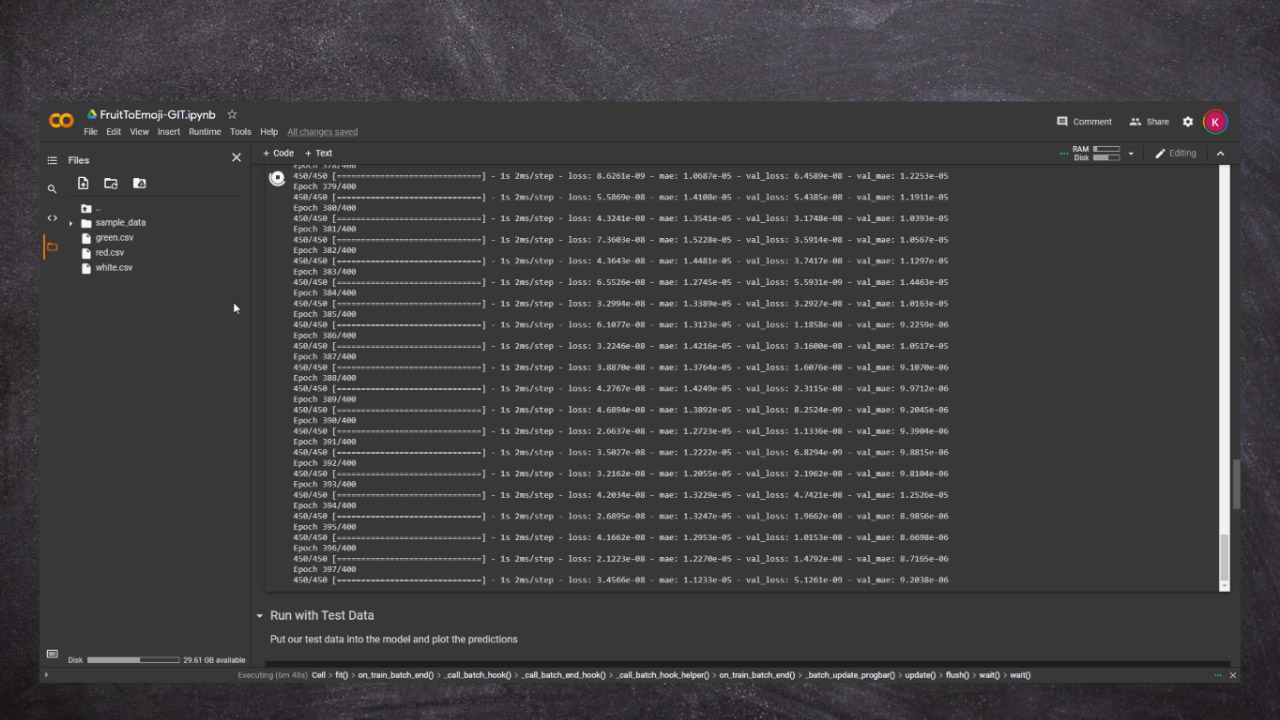 FruitToEmoji-GIT.ipynb
File Edit View Insert Runtime Tools Help All changes saved
Comment Share K
Files
+ Code + Text
RAM
Disk
Editing
..
sample_data
green.csv
red.csv
white.csv
Epoch 378/400
450/450 [==============================] - 1s 2ms/step - loss: 8.6261e-09 - mae: 1.0687e-05 - val_loss: 6.4589e-08 - val_mae: 1.2253e-05
Epoch 379/400
450/450 [==============================] - 1s 2ms/step - loss: 5.5869e-08 - mae: 1.4108e-05 - val_loss: 5.4385e-08 - val_mae: 1.1911e-05
Epoch 380/400
450/450 [==============================] - 1s 2ms/step - loss: 4.3241e-08 - mae: 1.3541e-05 - val_loss: 3.1748e-08 - val_mae: 1.0393e-05
Epoch 381/400
450/450 [==============================] - 1s 2ms/step - loss: 7.3603e-08 - mae: 1.5228e-05 - val_loss: 3.5914e-08 - val_mae: 1.0567e-05
Epoch 382/400
450/450 [==============================] - 1s 2ms/step - loss: 4.3643e-08 - mae: 1.4481e-05 - val_loss: 3.7417e-08 - val_mae: 1.1297e-05
Epoch 383/400
450/450 [==============================] - 1s 2ms/step - loss: 6.5526e-08 - mae: 1.2745e-05 - val_loss: 5.5931e-09 - val_mae: 1.4463e-05
Epoch 384/400
450/450 [==============================] - 1s 2ms/step - loss: 3.2994e-08 - mae: 1.3389e-05 - val_loss: 3.2927e-08 - val_mae: 1.0163e-05
Epoch 385/400
450/450 [==============================] - 1s 2ms/step - loss: 6.1077e-08 - mae: 1.3123e-05 - val_loss: 1.1858e-08 - val_mae: 9.2259e-06
Epoch 386/400
450/450 [==============================] - 1s 2ms/step - loss: 3.2246e-08 - mae: 1.4216e-05 - val_loss: 3.1600e-08 - val_mae: 1.0517e-05
Epoch 387/400
450/450 [==============================] - 1s 2ms/step - loss: 3.8870e-08 - mae: 1.3764e-05 - val_loss: 1.6076e-08 - val_mae: 9.1070e-06
Epoch 388/400
450/450 [==============================] - 1s 2ms/step - loss: 4.2767e-08 - mae: 1.4249e-05 - val_loss: 2.3115e-08 - val_mae: 9.9712e-06
Epoch 389/400
450/450 [==============================] - 1s 2ms/step - loss: 4.6894e-08 - mae: 1.3892e-05 - val_loss: 8.2524e-09 - val_mae: 9.2045e-06
Epoch 390/400
450/450 [==============================] - 1s 2ms/step - loss: 2.6637e-08 - mae: 1.2723e-05 - val_loss: 1.1336e-08 - val_mae: 9.3904e-06
Epoch 391/400
450/450 [==============================] - 1s 2ms/step - loss: 3.5027e-08 - mae: 1.2222e-05 - val_loss: 6.8294e-09 - val_mae: 9.8815e-06
Epoch 392/400
450/450 [==============================] - 1s 2ms/step - loss: 3.2162e-08 - mae: 1.2055e-05 - val_loss: 2.1962e-08 - val_mae: 9.8104e-06
Epoch 393/400
450/450 [==============================] - 1s 2ms/step - loss: 4.2034e-08 - mae: 1.3229e-05 - val_loss: 4.7421e-08 - val_mae: 1.2526e-05
Epoch 394/400
450/450 [==============================] - 1s 2ms/step - loss: 2.6895e-08 - mae: 1.3247e-05 - val_loss: 1.9662e-08 - val_mae: 8.9856e-06
Epoch 395/400
450/450 [==============================] - 1s 2ms/step - loss: 4.1662e-08 - mae: 1.2953e-05 - val_loss: 1.0153e-08 - val_mae: 8.6698e-06
Epoch 396/400
450/450 [==============================] - 1s 2ms/step - loss: 2.1223e-08 - mae: 1.2270e-05 - val_loss: 1.4792e-08 - val_mae: 8.7165e-06
Epoch 397/400
450/450 [==============================] - 1s 2ms/step - loss: 3.4566e-08 - mae: 1.1233e-05 - val_loss: 5.1261e-09 - val_mae: 9.2038e-06
Run with Test Data
Put our test data into the model and plot the predictions
Disk 29.61 GB available
Executing (6m 48s) Cell > fit() > on_train_batch_end() > _call_batch_hook() > _call_batch_end_hook() > _call_batch_hook_helper() > on_train_batch_end() > _batch_update_progbar() > update() > flush() > wait() > wait()